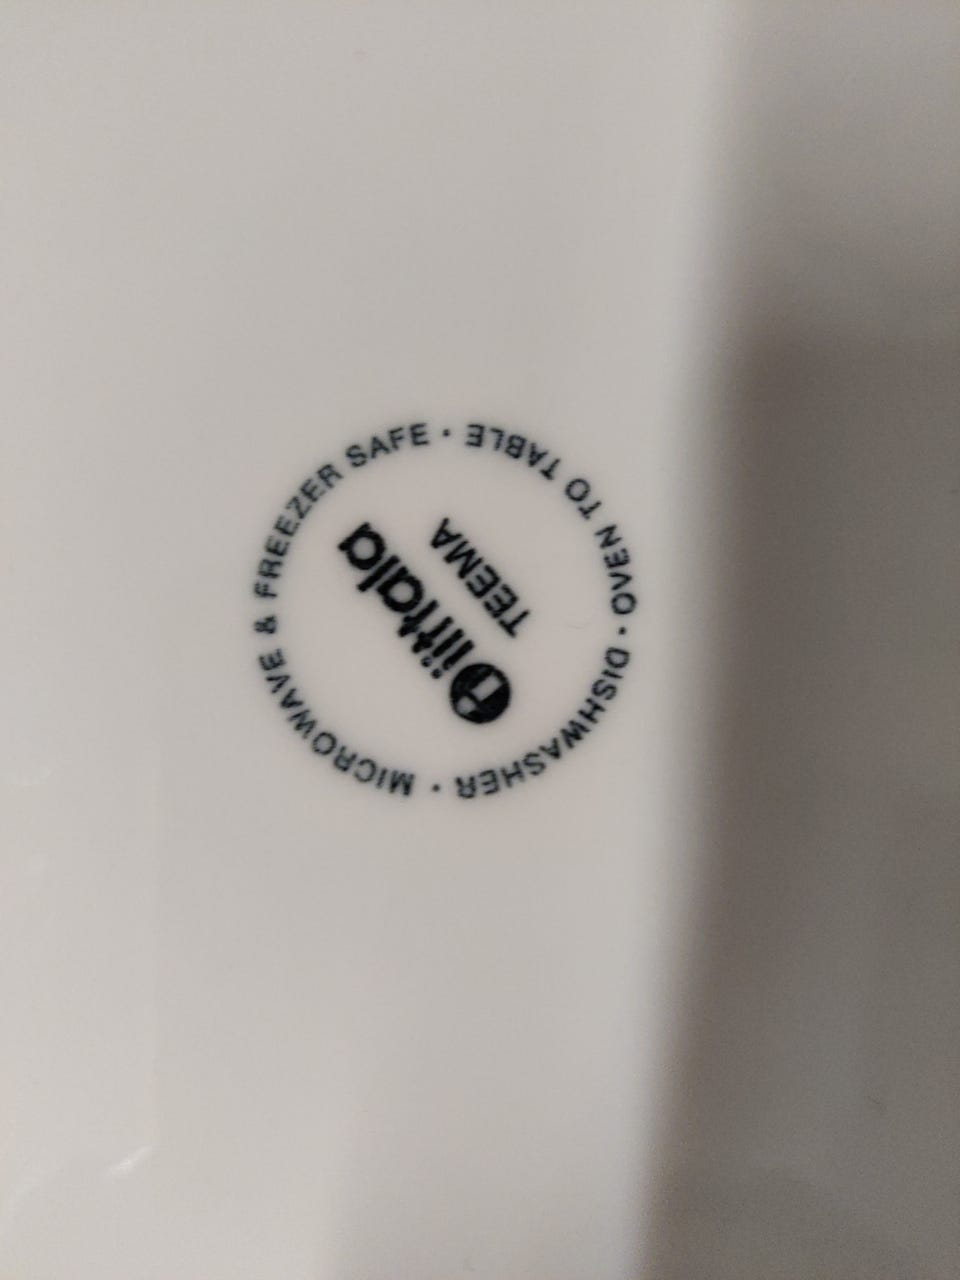 iittala
TEEMA
OVEN TO TABLE • DISHWASHER • MICROWAVE & FREEZER SAFE •